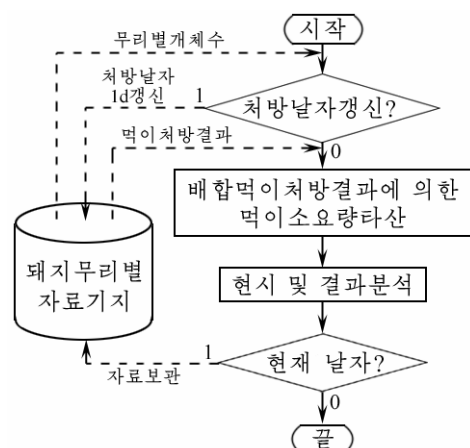 시작
무리별개체수
처방날자
1d갱신
1
처방날자갱신?
먹이처방결과
0
배합먹이처방결과에 의한
먹이소요량타산
돼지무리별
자료기지
현시 및 결과분석
1
현재 날자?
자료보관
0
끝